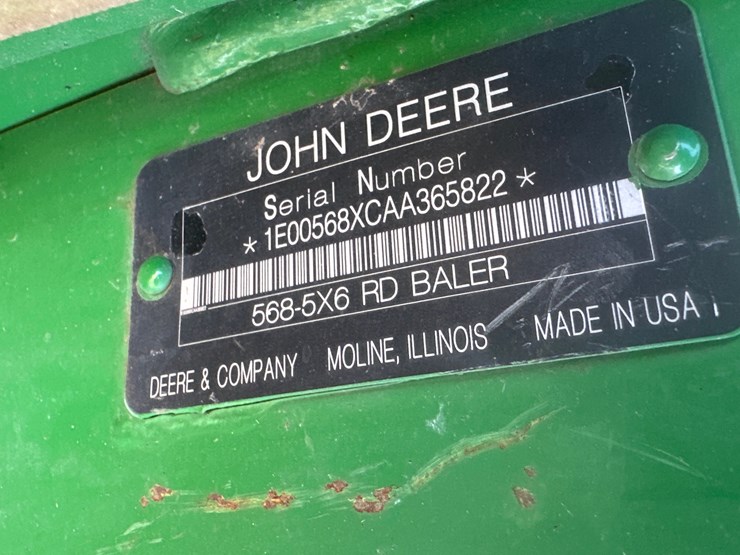 JOHN DEERE
Serial Number
* 1E00568XCAA365822 *
568-5X6 RD BALER
DEERE & COMPANY MOLINE, ILLINOIS MADE IN USA